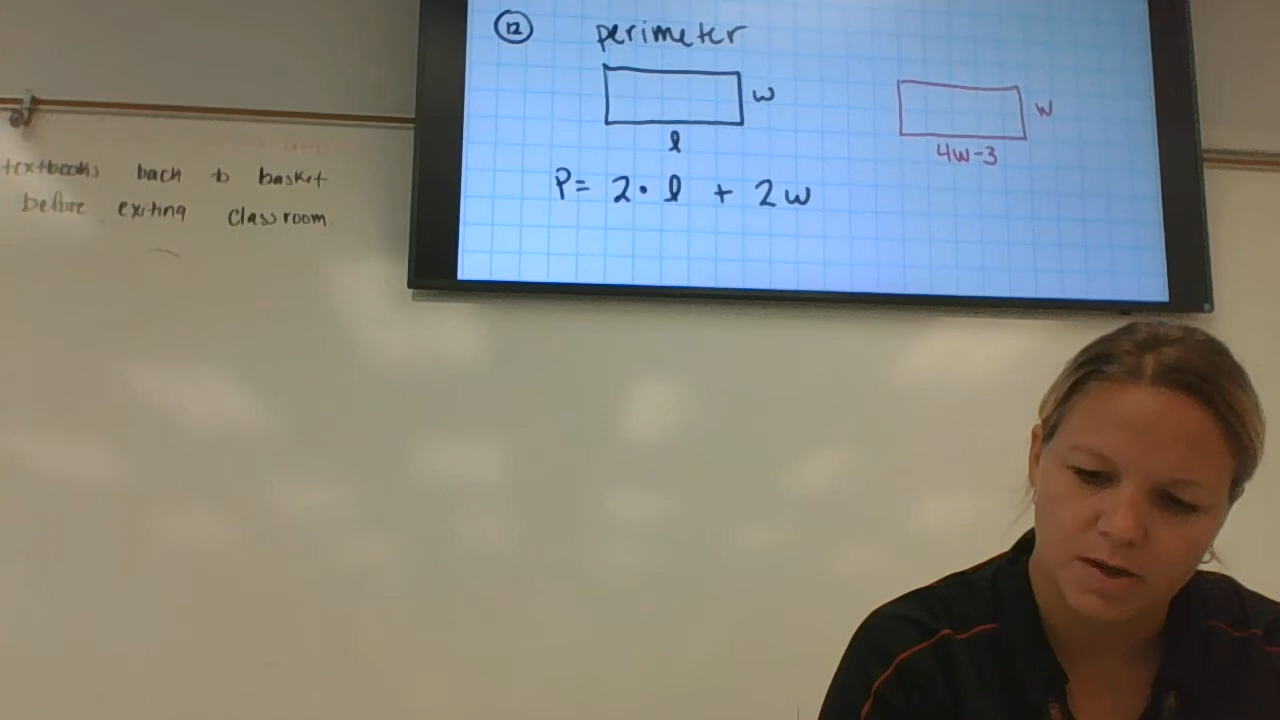 12 perimeter
w
l
w
4w-3
P= 2 • l + 2w
textbooks back to basket
before exiting classroom